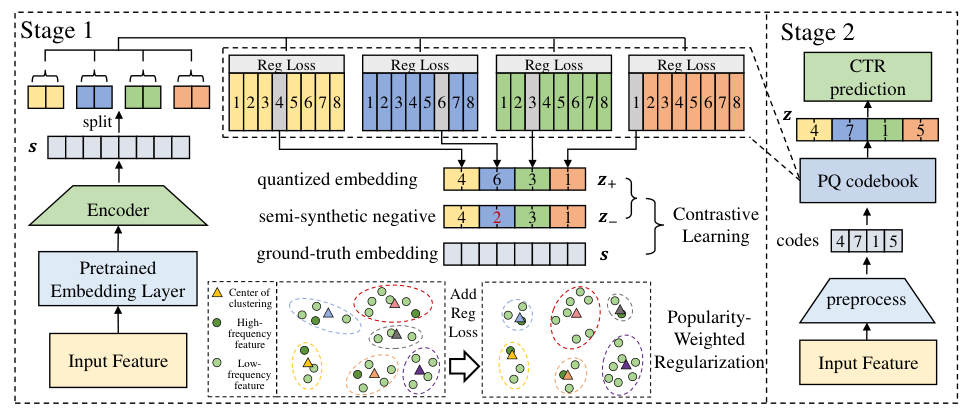 Stage 1
Stage 2
Reg Loss
Reg Loss
Reg Loss
Reg Loss
1 2 3 4 5 6 7 8
1 2 3 4 5 6 7 8
1 2 3 4 5 6 7 8
1 2 3 4 5 6 7 8
split
s
Encoder
Pretrained
Embedding Layer
Input Feature
quantized embedding
4 6 3 1
z+
semi-synthetic negative
4 2 3 1
z−
ground-truth embedding
s
Contrastive
Learning
Center of
clustering
High-
frequency
feature
Low-
frequency
feature
Add
Reg
Loss
Popularity-
Weighted
Regularization
CTR
prediction
z
4 7 1 5
PQ codebook
codes
4 7 1 5
preprocess
Input Feature